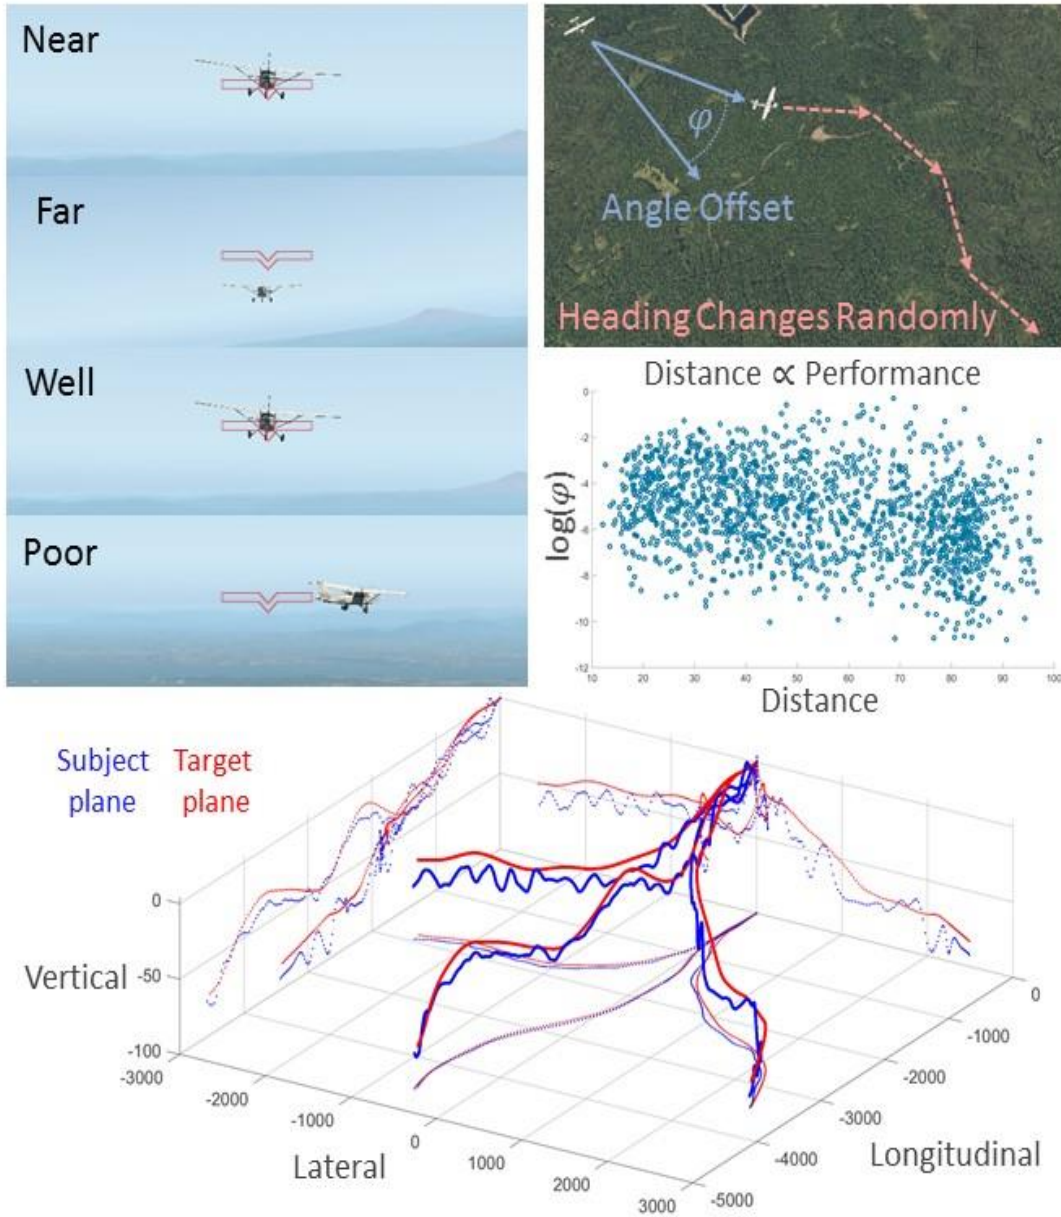 Near
Far
Well
Poor
φ
Angle Offset
Heading Changes Randomly
Distance ∝ Performance
0
-2
-4
-6
-8
-10
-12
log(φ)
10
20
30
40
50
60
70
80
90
100
Distance
Subject Target
plane plane
0
-50
-100
Vertical
-3000
-2000
-1000
0
1000
2000
3000
Lateral
0
-1000
-2000
-3000
-4000
-5000
Longitudinal